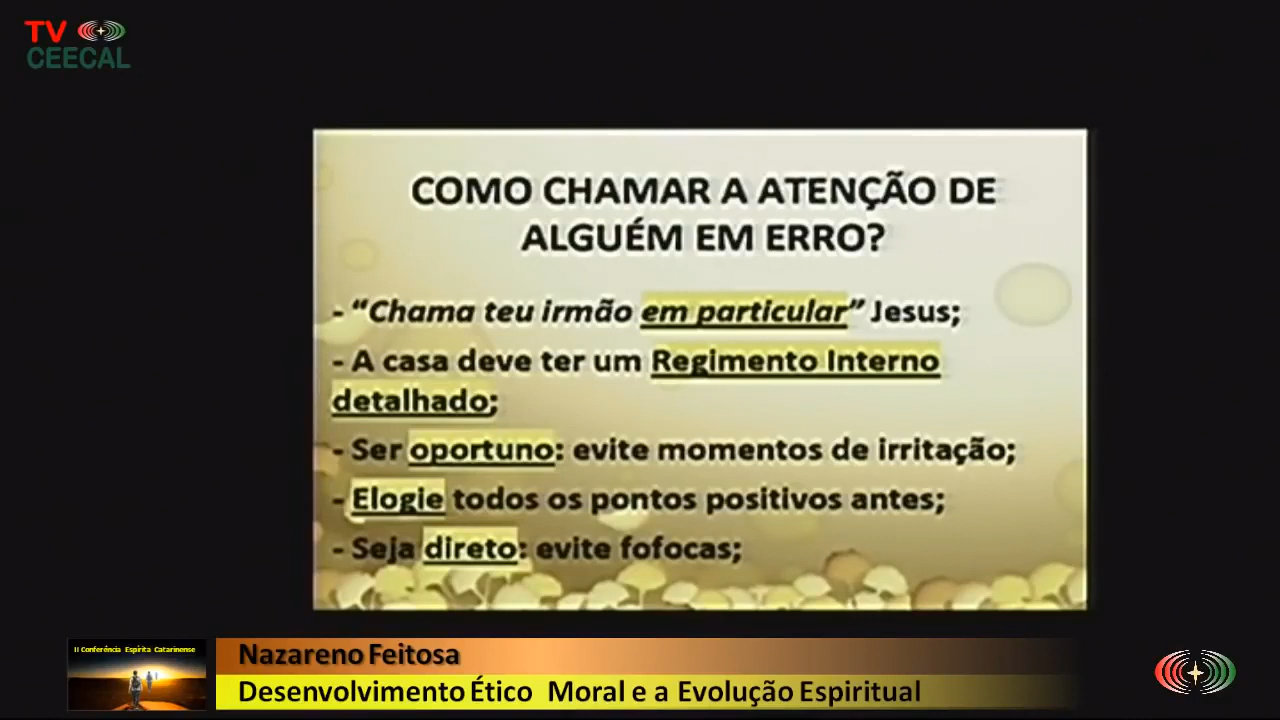 TV
CEECAL
COMO CHAMAR A ATENÇÃO DE
ALGUÉM EM ERRO?
- “Chama teu irmão em particular” Jesus;
- A casa deve ter um Regimento Interno
detalhado;
- Ser oportuno: evite momentos de irritação;
- Elogie todos os pontos positivos antes;
- Seja direto: evite fofocas;
II Conferência Espírita Catarinense
Nazareno Feitosa
Desenvolvimento Ético Moral e a Evolução Espiritual